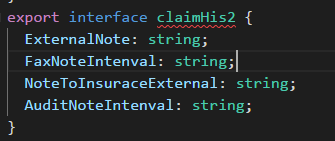 export interface claimHis2 {
ExternalNote: string;
FaxNoteIntenval: string;
NoteToInsuraceExternal: string;
AuditNoteIntenval: string;
}